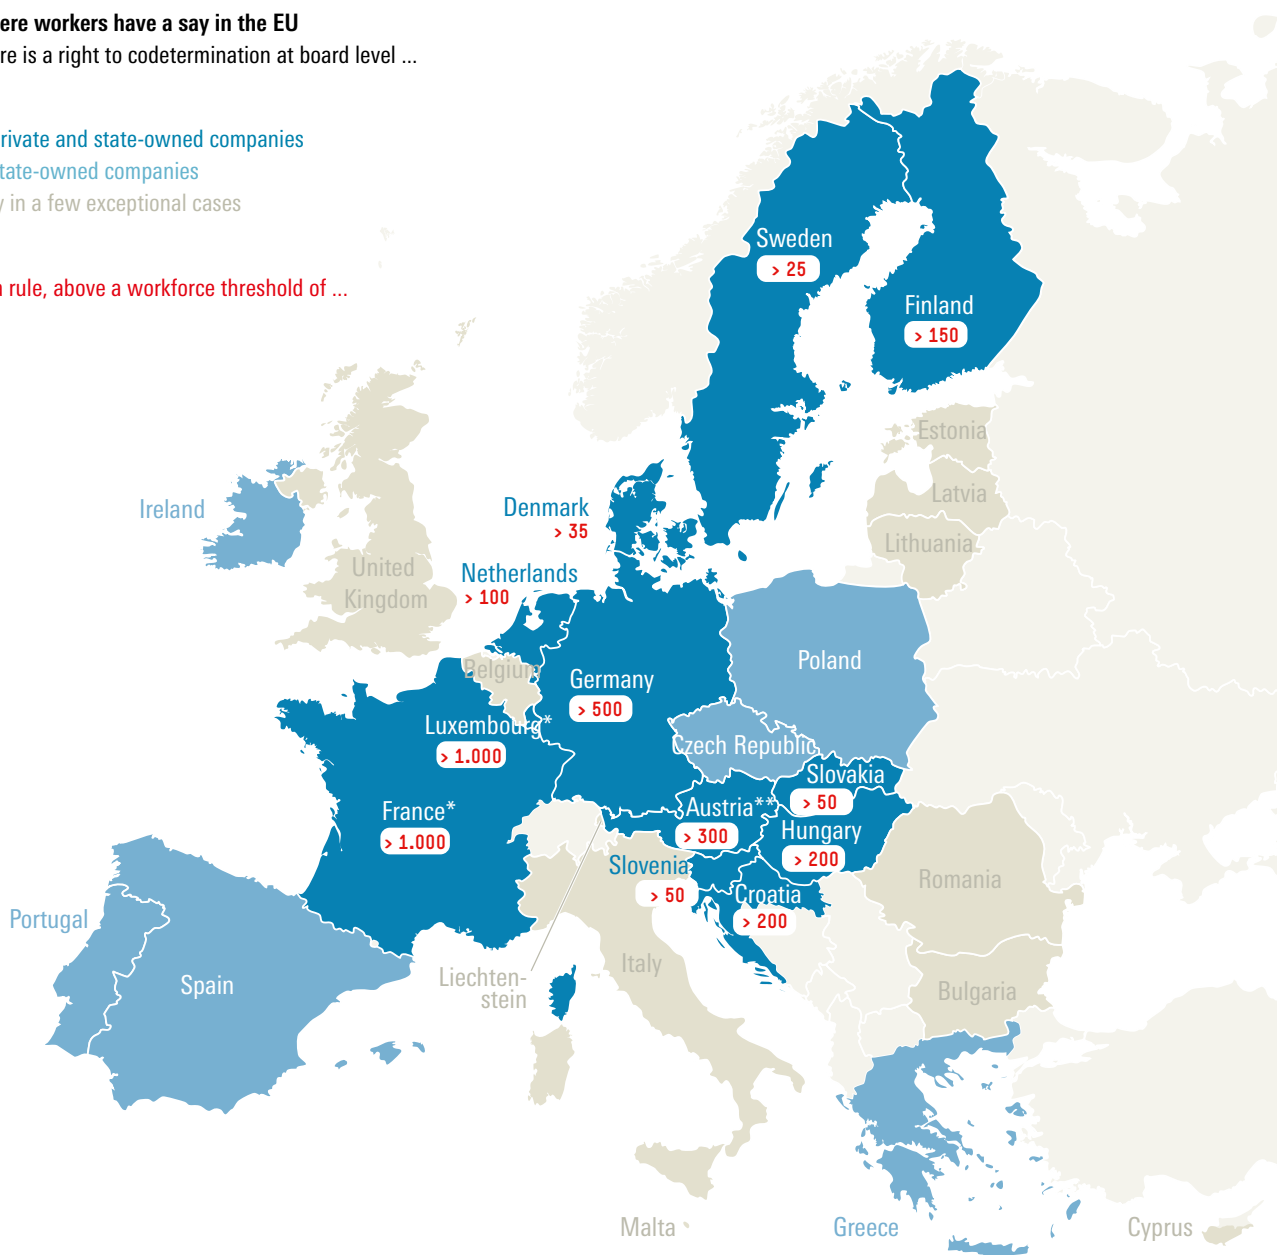 ere workers have a say in the EU
re is a right to codetermination at board level ...
rivate and state-owned companies
tate-owned companies
y in a few exceptional cases
rule, above a workforce threshold of ...
Sweden
> 25
Finland
> 150
Estonia
Latvia
Lithuania
Ireland
Denmark
> 35
United
Kingdom
Netherlands
> 100
Belgium
Germany
> 500
Poland
Luxembourg*
> 1.000
Czech Republic
Slovakia
> 50
France*
> 1.000
Austria**
> 300
Hungary
> 200
Slovenia
> 50
Croatia
> 200
Romania
Portugal
Spain
Liechten-
stein
Italy
Bulgaria
Malta
Greece
Cyprus